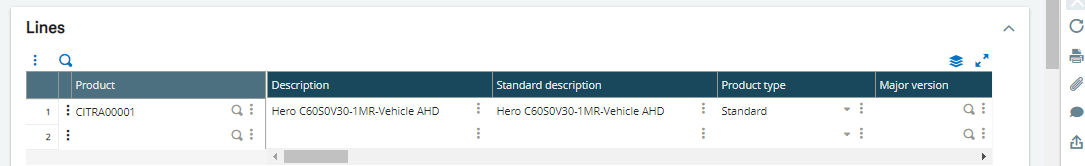 Lines
Product Description Standard description Product type Major version
1 CITRA00001 Hero C60S0V30-1MR-Vehicle AHD Hero C60S0V30-1MR-Vehicle AHD Standard
2